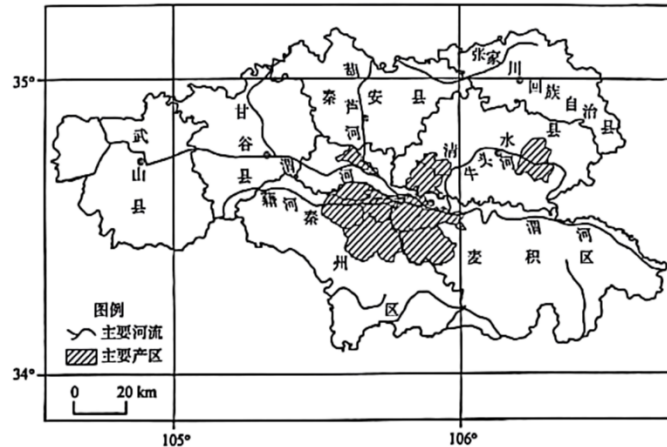 张家川回族自治县
35°
秦安县
葫芦河
甘谷县
武山县
清水县
牛头河
渭河
藉河
秦州区
渭河
麦积区
图例
主要河流
主要产区
0 20 km
34°
105°
106°